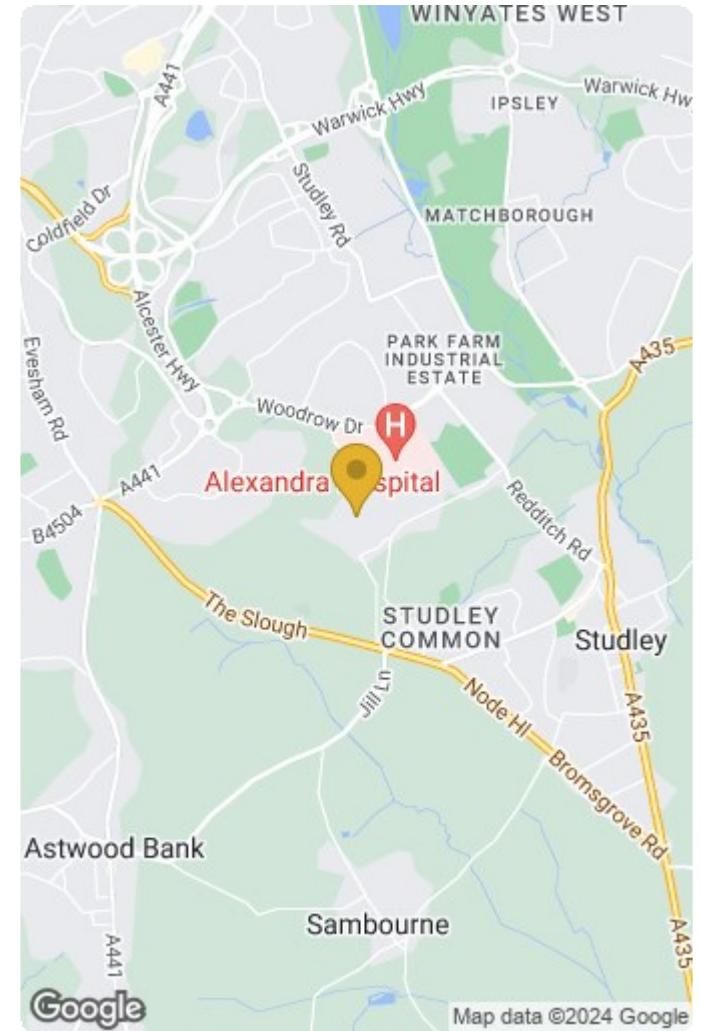 WINYATES WEST
A441
Warwick Hwy
Warwick Hwy
IPSLEY
Studley Rd
Coldfield Dr
MATCHBOROUGH
Alcester Hwy
PARK FARM
INDUSTRIAL
ESTATE
A435
Evesham Rd
Woodrow Dr
H
Alexandra spital
A441
B4504
Redditch Rd
The Slough
STUDLEY
COMMON
Studley
Jill Ln
Node Hl
A435
Bromsgrove Rd
Astwood Bank
Sambourne
A441
A435
Google
Map data ©2024 Google